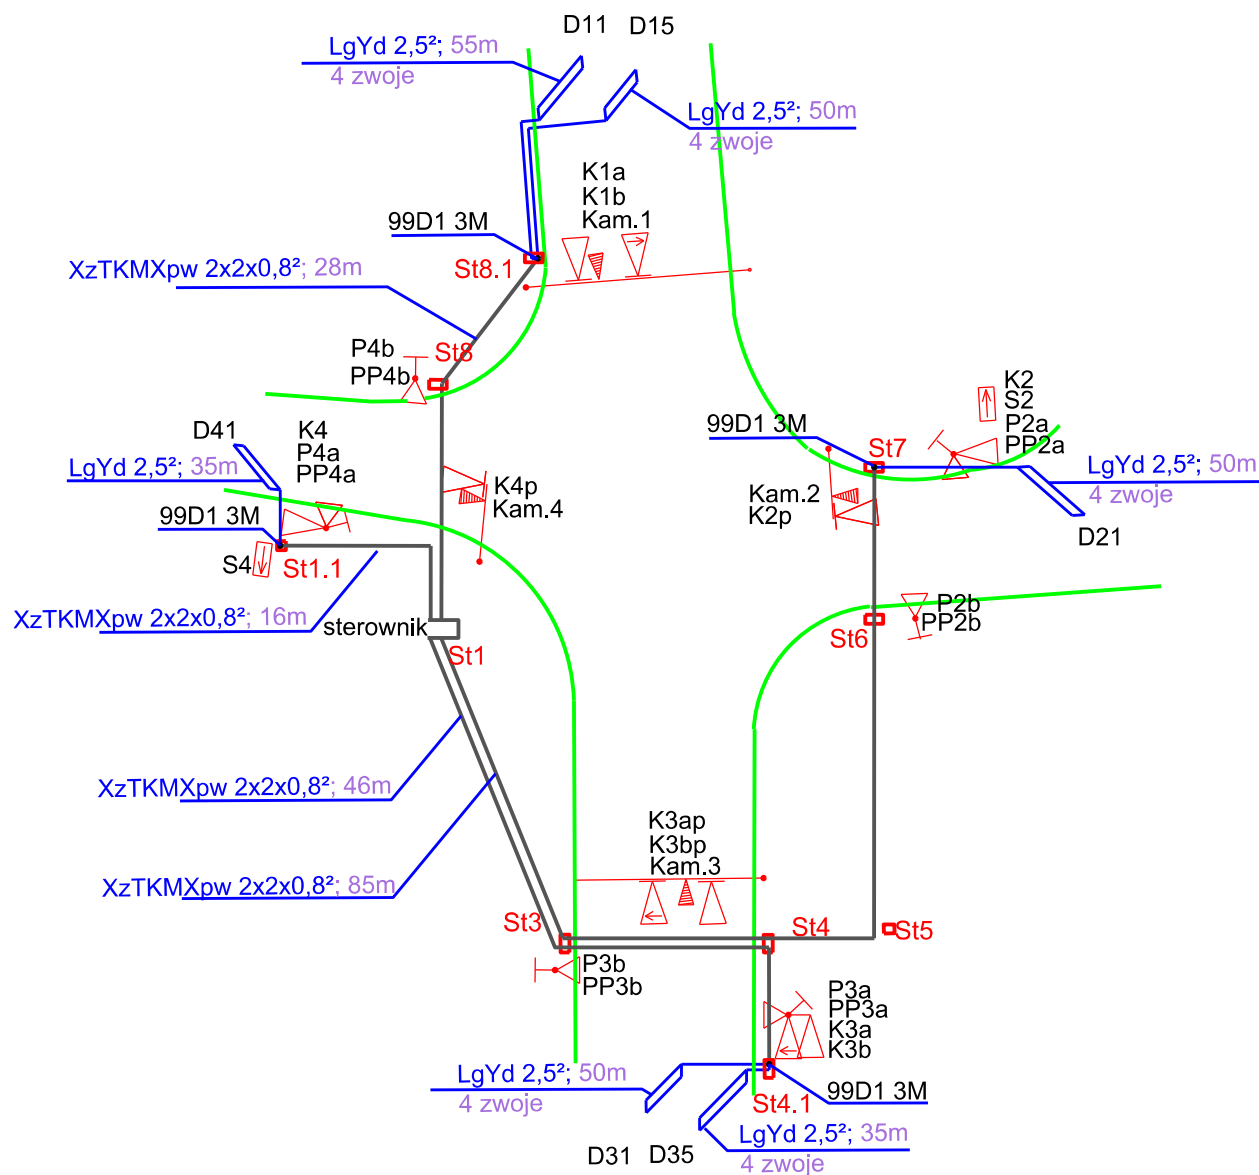 D11 D15
LgYd 2,5²; 55m
4 zwoje
LgYd 2,5²; 50m
4 zwoje
K1a
K1b
Kam.1
99D1 3M
XzTKMXpw 2x2x0,8²; 28m
St8.1
P4b
PP4b
St8
K2
S2
P2a
PP2a
99D1 3M
St7
D41
K4
P4a
PP4a
LgYd 2,5²; 35m
LgYd 2,5²; 50m
4 zwoje
K4p
Kam.4
Kam.2
K2p
99D1 3M
D21
S4
St1.1
XzTKMXpw 2x2x0,8²; 16m
sterownik
St1
P2b
PP2b
St6
XzTKMXpw 2x2x0,8²; 46m
K3ap
K3bp
Kam.3
XzTKMXpw 2x2x0,8²; 85m
St3
St4
St5
P3b
PP3b
P3a
PP3a
K3a
K3b
LgYd 2,5²; 50m
4 zwoje
99D1 3M
St4.1
LgYd 2,5²; 35m
4 zwoje
D31 D35